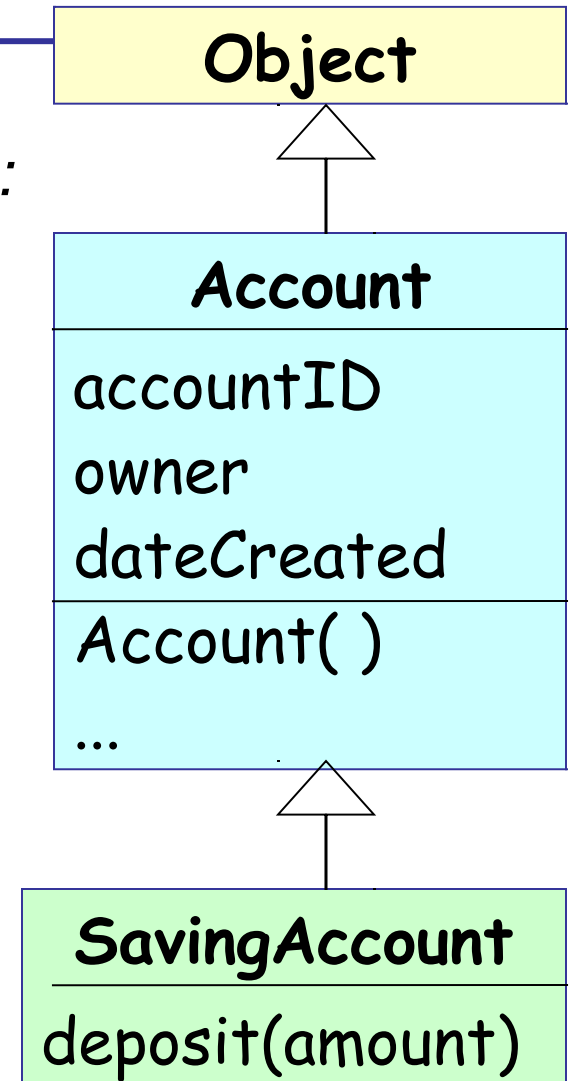 Object
:
Account
accountID
owner
dateCreated
Account( )
...
SavingAccount
deposit(amount)